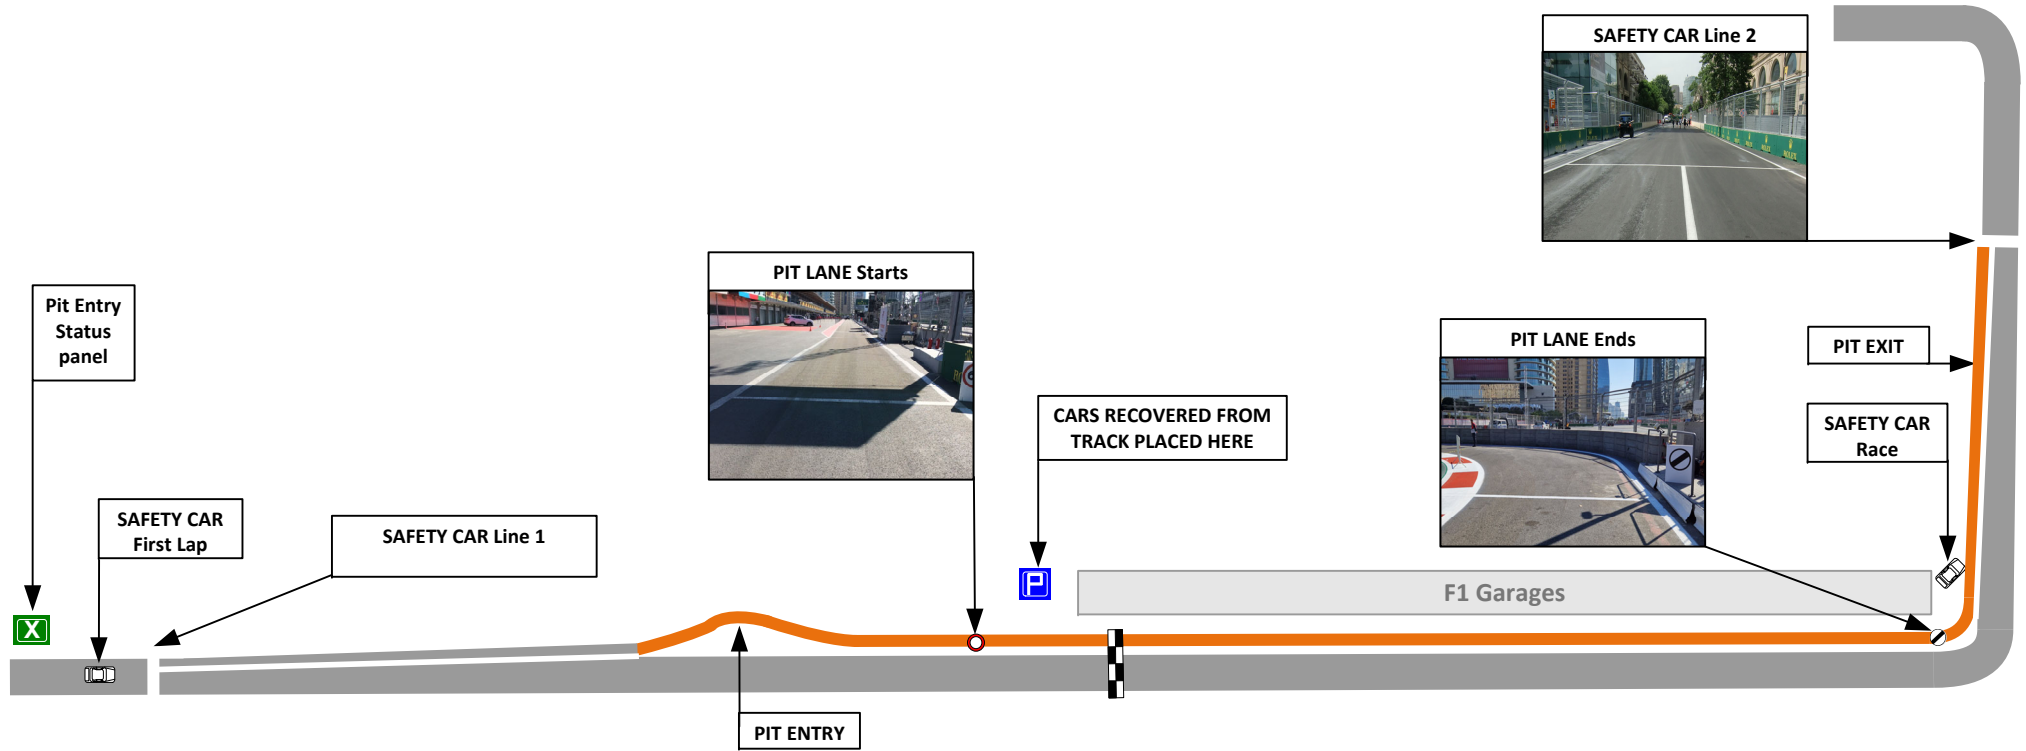 SAFETY CAR Line 2
PIT LANE Starts
Pit Entry
Status
panel
PIT LANE Ends
PIT EXIT
CARS RECOVERED FROM
TRACK PLACED HERE
SAFETY CAR
Race
SAFETY CAR
First Lap
SAFETY CAR Line 1
P
F1 Garages
X
PIT ENTRY